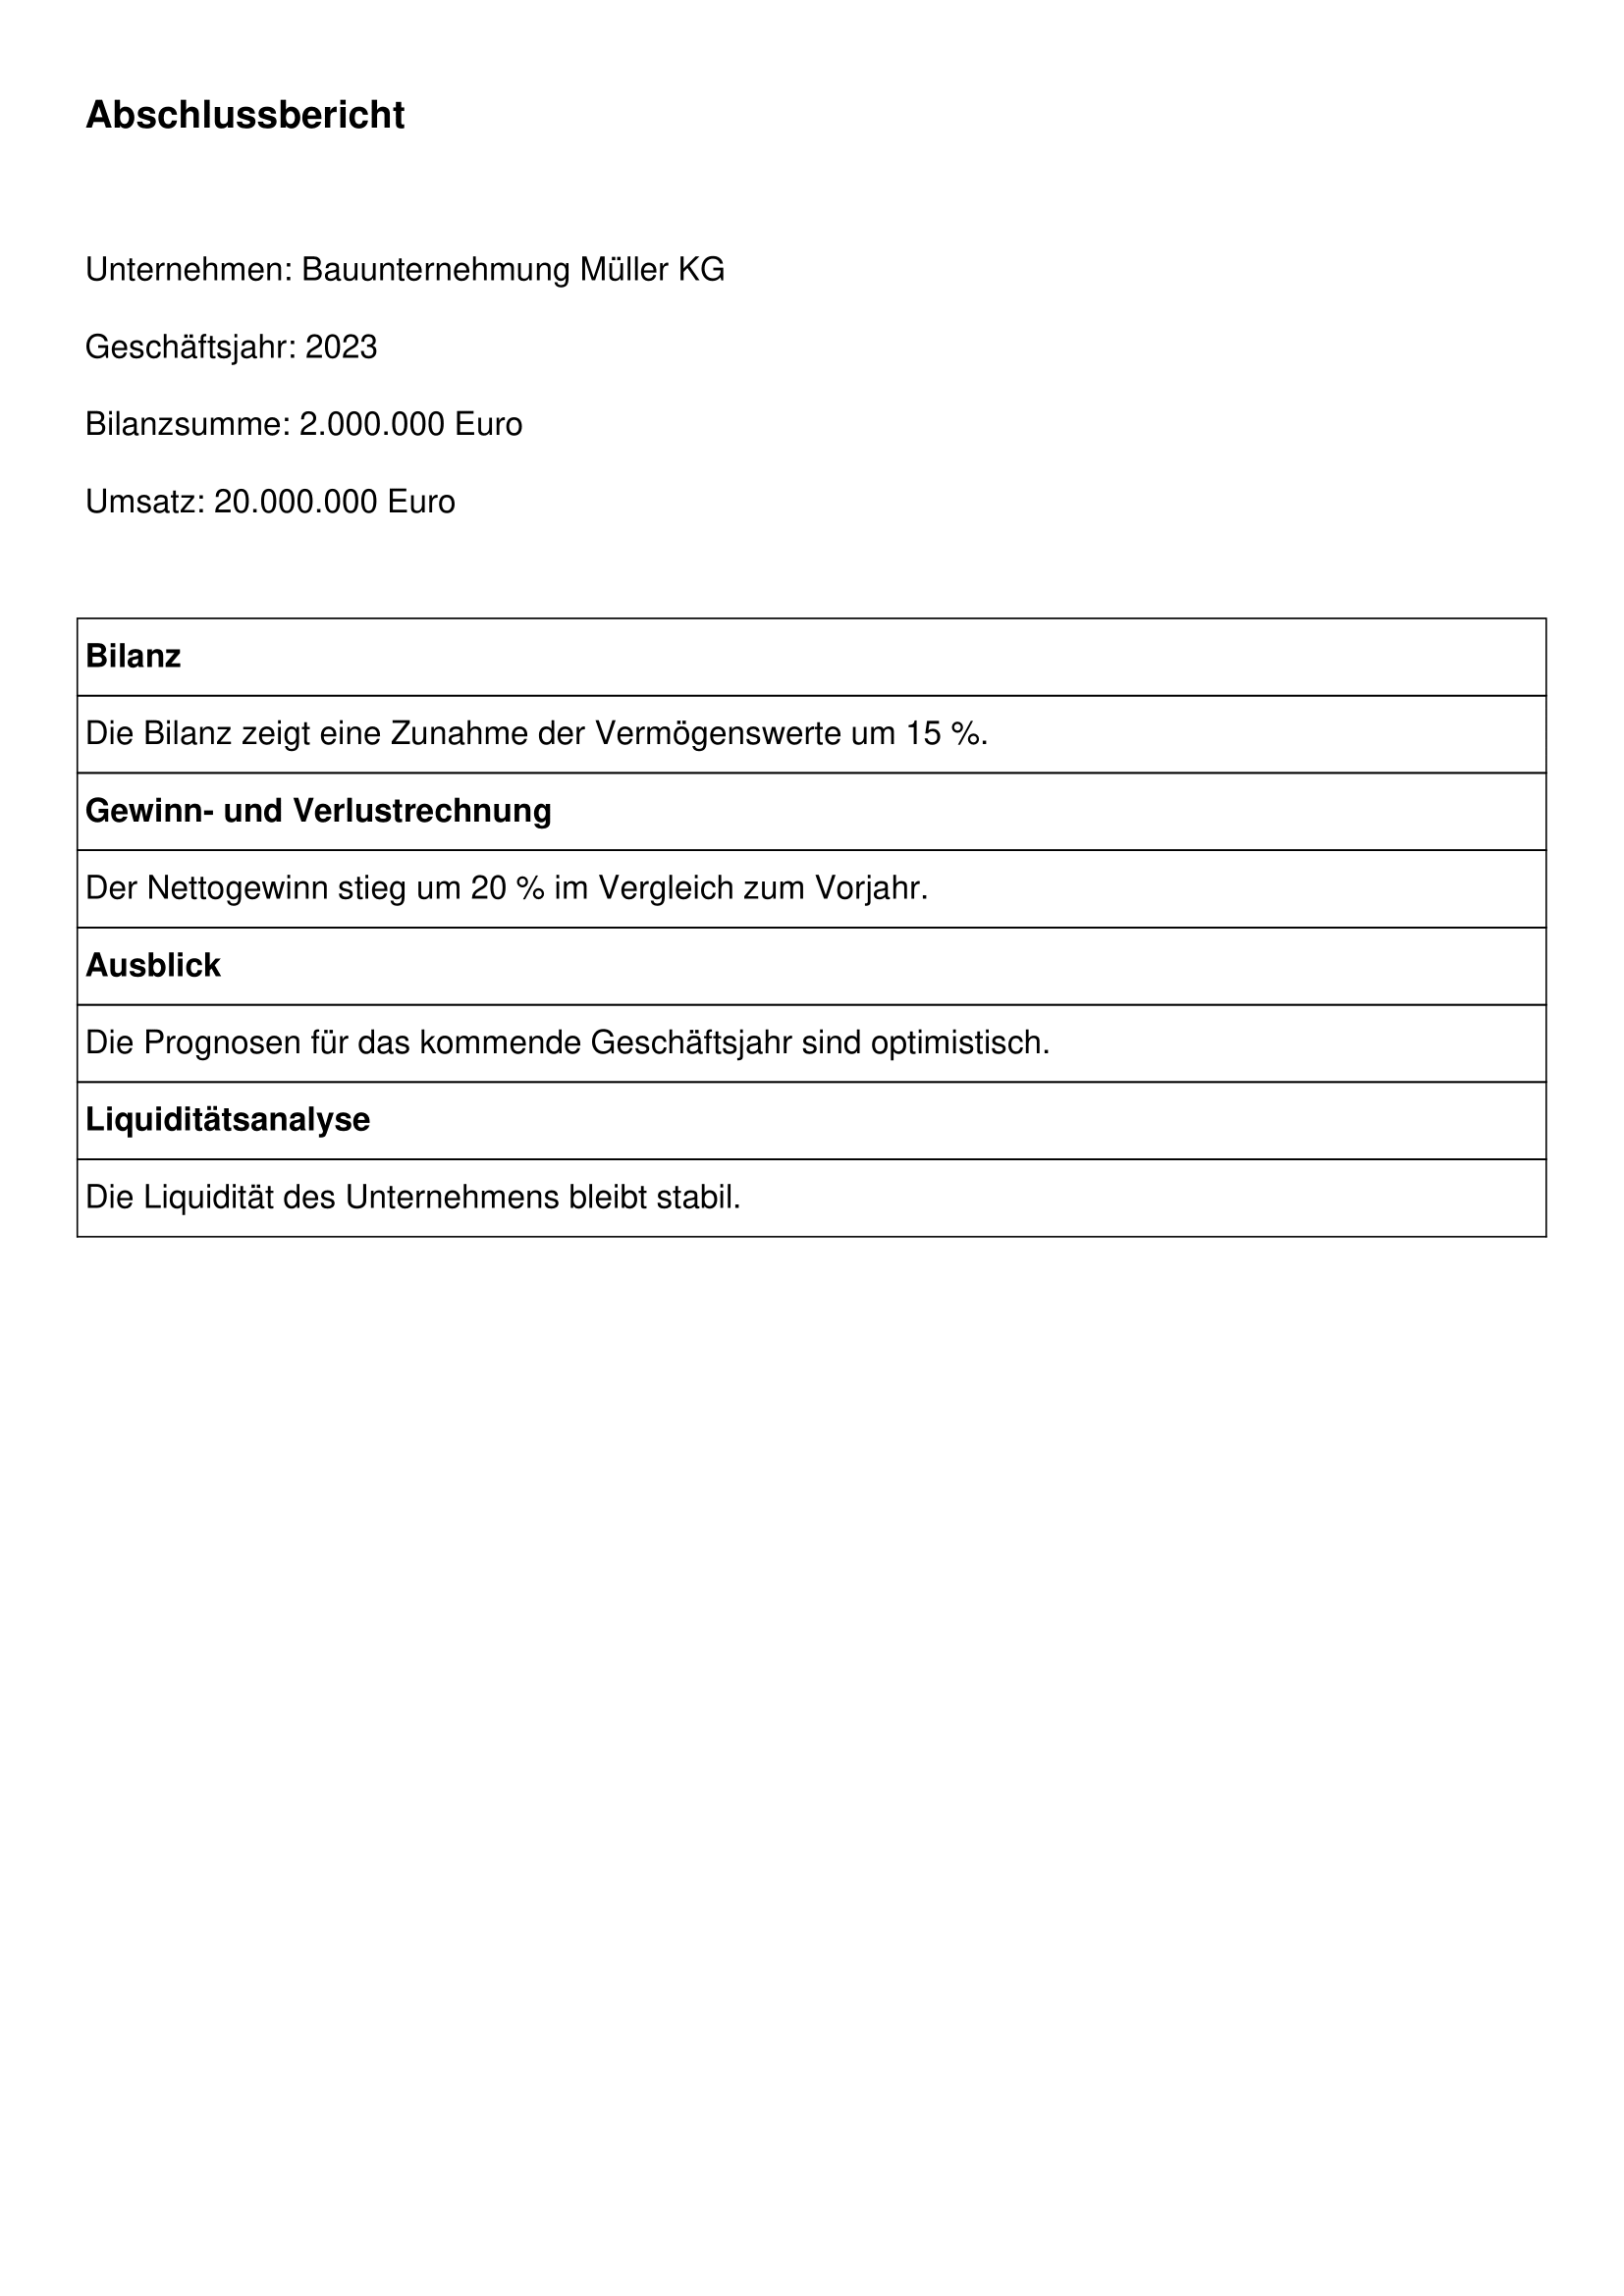 Abschlussbericht
Unternehmen: Bauunternehmung Müller KG
Geschäftsjahr: 2023
Bilanzsumme: 2.000.000 Euro
Umsatz: 20.000.000 Euro
Bilanz
Die Bilanz zeigt eine Zunahme der Vermögenswerte um 15 %.
Gewinn- und Verlustrechnung
Der Nettogewinn stieg um 20 % im Vergleich zum Vorjahr.
Ausblick
Die Prognosen für das kommende Geschäftsjahr sind optimistisch.
Liquiditätsanalyse
Die Liquidität des Unternehmens bleibt stabil.